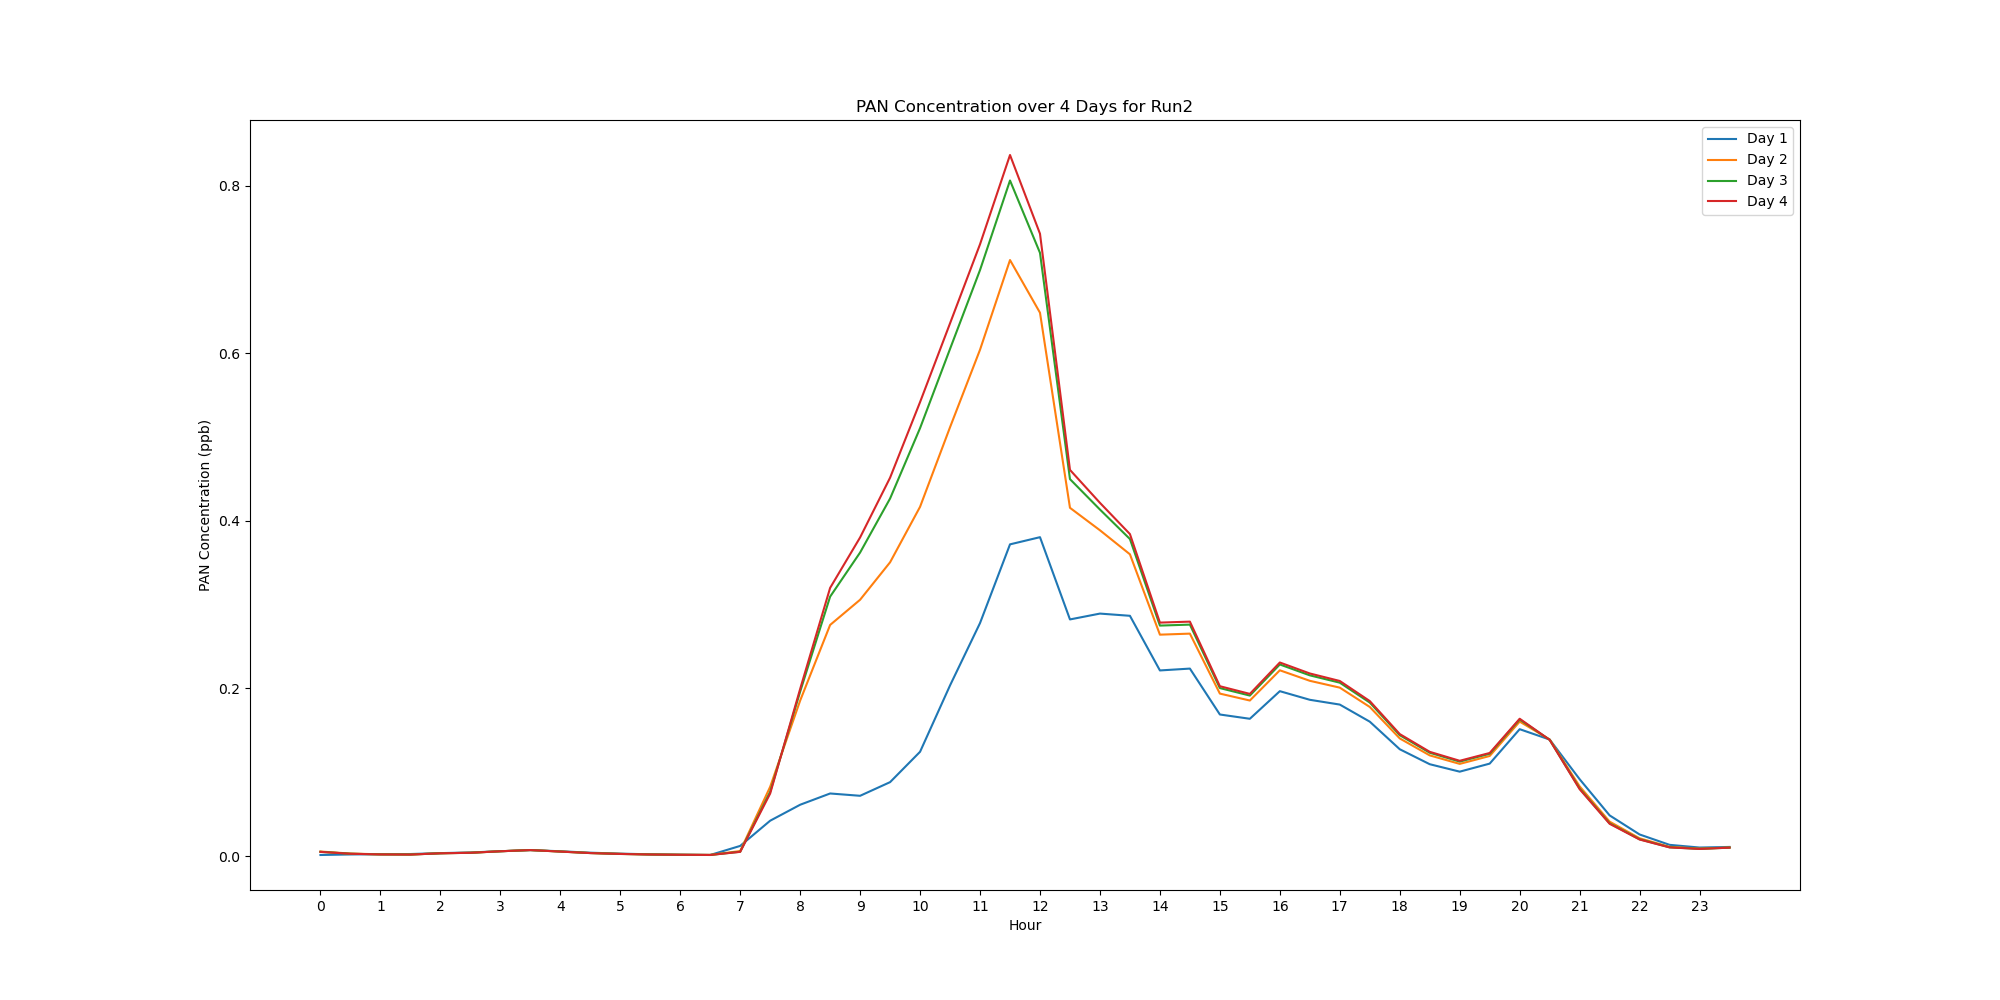 PAN Concentration over 4 Days for Run2
Day 1
Day 2
Day 3
Day 4
0.8
0.6
0.4
0.2
0.0
PAN Concentration (ppb)
0 1 2 3 4 5 6 7 8 9 10 11 12 13 14 15 16 17 18 19 20 21 22 23
Hour